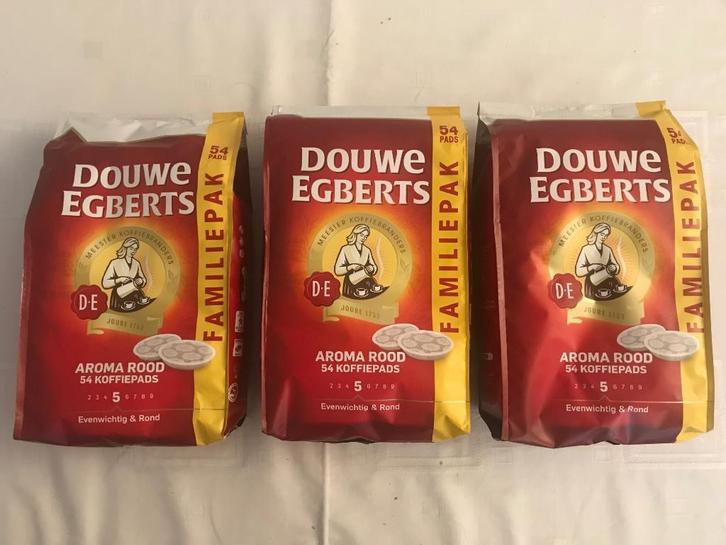 54
PADS
DOUWE
EGBERTS
FAMILIEPAK
MEESTER KOFFIEBRANDERS
D·E
JOURE 1753
AROMA ROOD
54 KOFFIEPADS
2 3 4 5 6 7 8 9
Evenwichtig & Rond
54
PADS
DOUWE
EGBERTS
FAMILIEPAK
MEESTER KOFFIEBRANDERS
D·E
JOURE 1753
AROMA ROOD
54 KOFFIEPADS
2 3 4 5 6 7 8 9
Evenwichtig & Rond
54
PADS
DOUWE
EGBERTS
FAMILIEPAK
MEESTER KOFFIEBRANDERS
D·E
JOURE 1753
AROMA ROOD
54 KOFFIEPADS
2 3 4 5 6 7 8 9
Evenwichtig & Rond